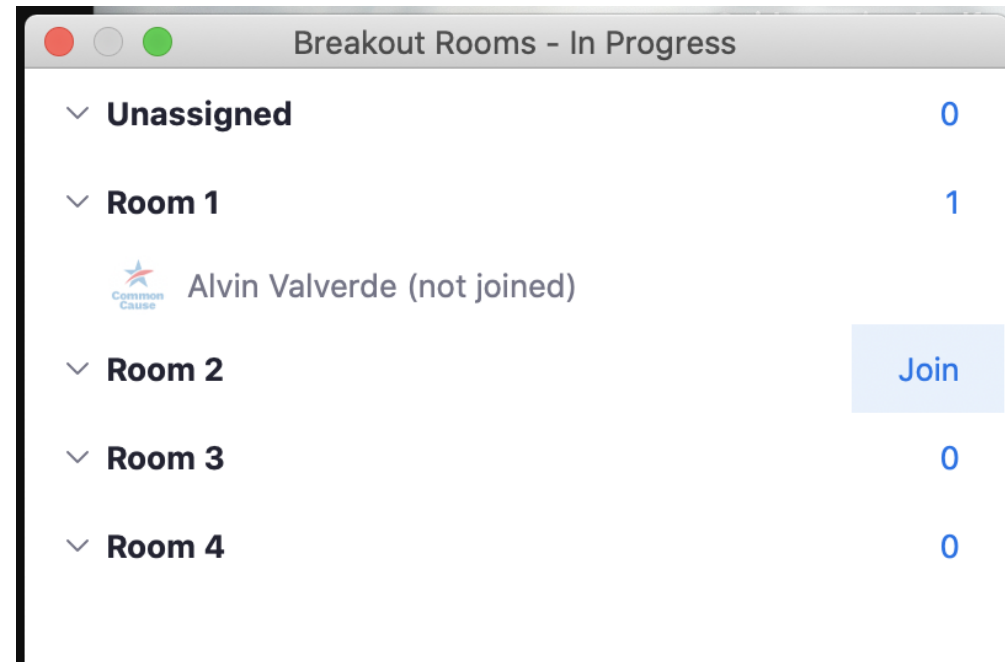 Breakout Rooms - In Progress
Unassigned 0
Room 1 1
Common
Cause
Alvin Valverde (not joined)
Room 2 Join
Room 3 0
Room 4 0